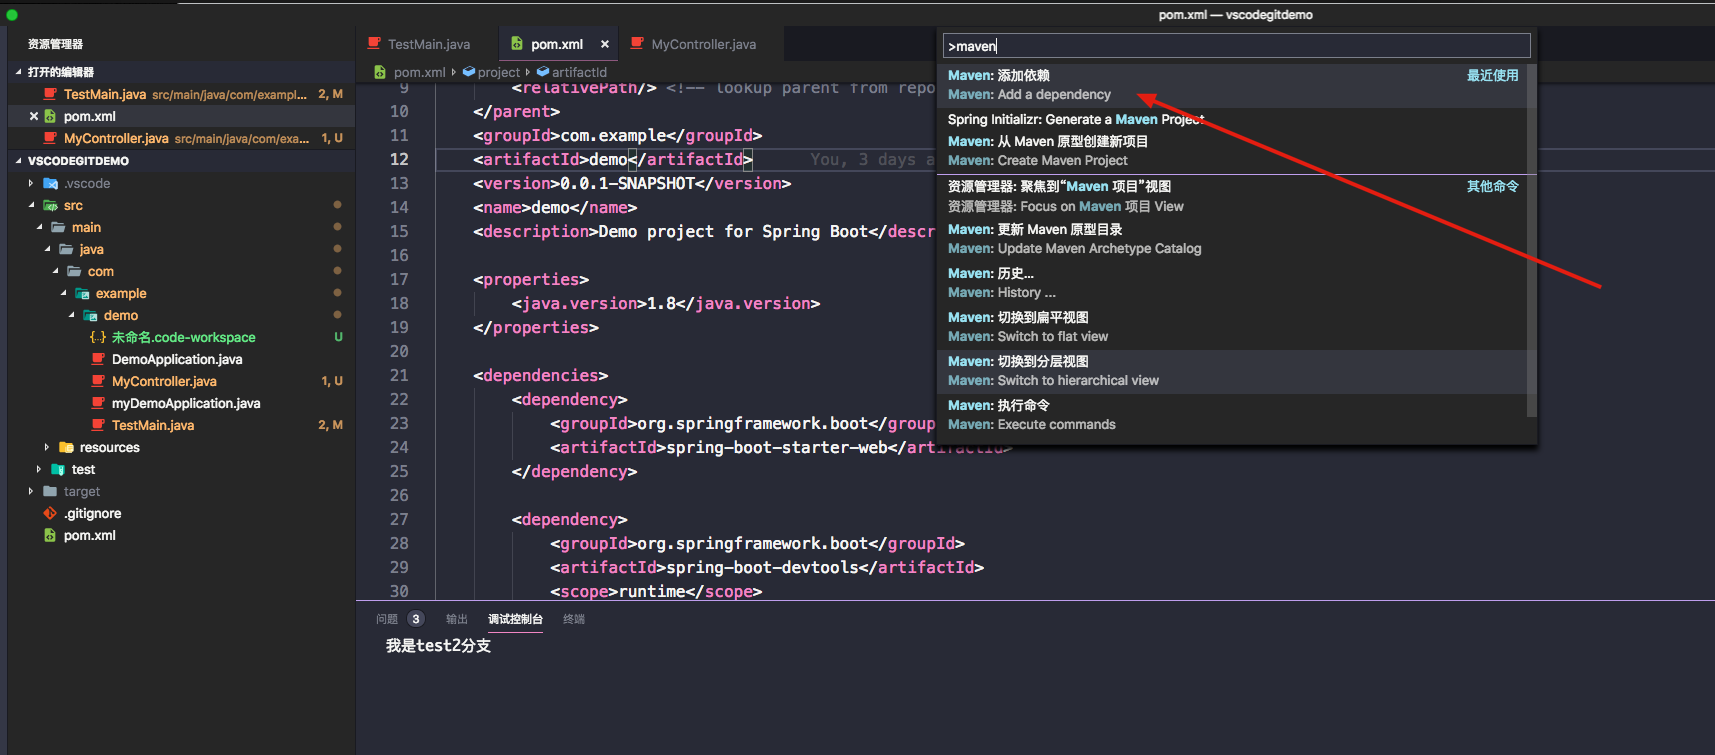 pom.xml — vscodegitdemo
资源管理器
打开的编辑器
TestMain.java src/main/java/com/exampl... 2, M
pom.xml
MyController.java src/main/java/com/exa... 1, U
VSCODEGITDEMO
.vscode
src
main
java
com
example
demo
未命名.code-workspace U
DemoApplication.java
MyController.java 1, U
myDemoApplication.java
TestMain.java 2, M
resources
test
target
.gitignore
pom.xml
TestMain.java pom.xml × MyController.java
pom.xml project artifactId
9 <relativePath/> <!-- lookup parent from repo
10 </parent>
11 <groupId>com.example</groupId>
12 <artifactId>demo</artifactId> You, 3 days a
13 <version>0.0.1-SNAPSHOT</version>
14 <name>demo</name>
15 <description>Demo project for Spring Boot</descr
16
17 <properties>
18 <java.version>1.8</java.version>
19 </properties>
20
21 <dependencies>
22 <dependency>
23 <groupId>org.springframework.boot</group
24 <artifactId>spring-boot-starter-web</artifactId>
25 </dependency>
26
27 <dependency>
28 <groupId>org.springframework.boot</groupId>
29 <artifactId>spring-boot-devtools</artifactId>
30 <scope>runtime</scope>
>maven
Maven: 添加依赖 最近使用
Maven: Add a dependency
Spring Initializr: Generate a Maven Project
Maven: 从 Maven 原型创建新项目
Maven: Create Maven Project
资源管理器: 聚焦到“Maven 项目”视图 其他命令
资源管理器: Focus on Maven 项目 View
Maven: 更新 Maven 原型目录
Maven: Update Maven Archetype Catalog
Maven: 历史...
Maven: History ...
Maven: 切换到扁平视图
Maven: Switch to flat view
Maven: 切换到分层视图
Maven: Switch to hierarchical view
Maven: 执行命令
Maven: Execute commands
问题 3 输出 调试控制台 终端
我是test2分支